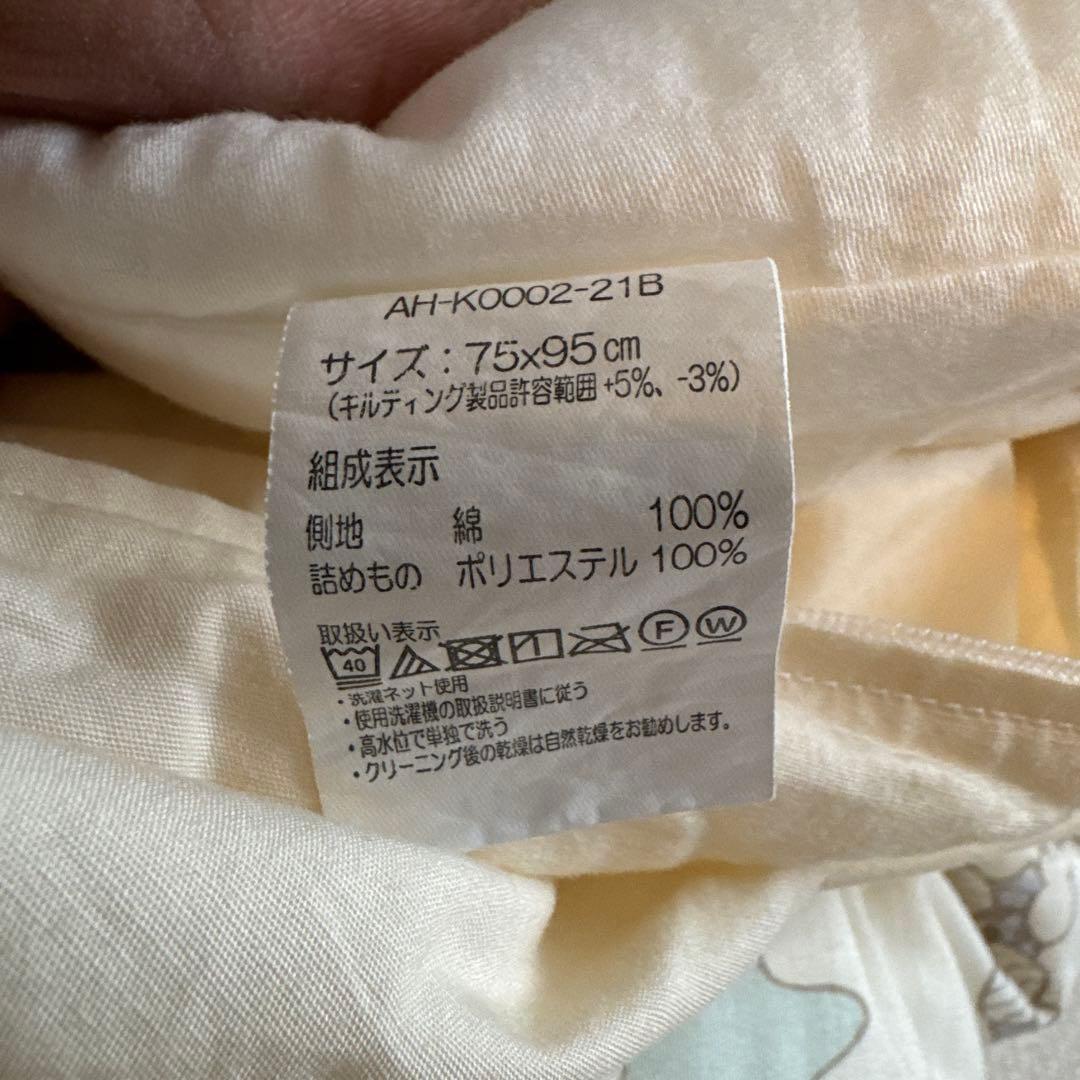 AH-K0002-21B
サイズ：75x95cm
（キルディング製品許容範囲+5%、-3%）
組成表示
側地 綿 100%
詰めもの ポリエステル 100%
取扱い表示
40 F W
・洗濯ネット使用
・使用洗濯機の取扱説明書に従う
・高水位で単独で洗う
・クリーニング後の乾燥は自然乾燥をお勧めします。